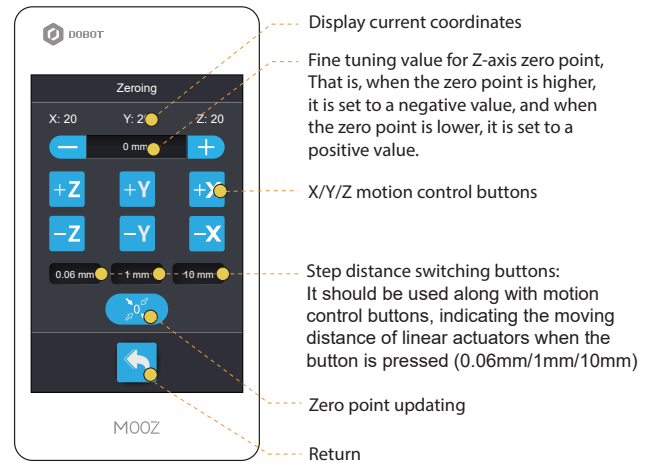 DOBOT
Zeroing
X: 20 Y: 2 Z: 20
0 mm
+Z +Y +X
−Z −Y −X
0.06 mm 1 mm 10 mm
0
MOOZ
Display current coordinates
Fine tuning value for Z-axis zero point,
That is, when the zero point is higher,
it is set to a negative value, and when
the zero point is lower, it is set to a
positive value.
X/Y/Z motion control buttons
Step distance switching buttons:
It should be used along with motion
control buttons, indicating the moving
distance of linear actuators when the
button is pressed (0.06mm/1mm/10mm)
Zero point updating
Return